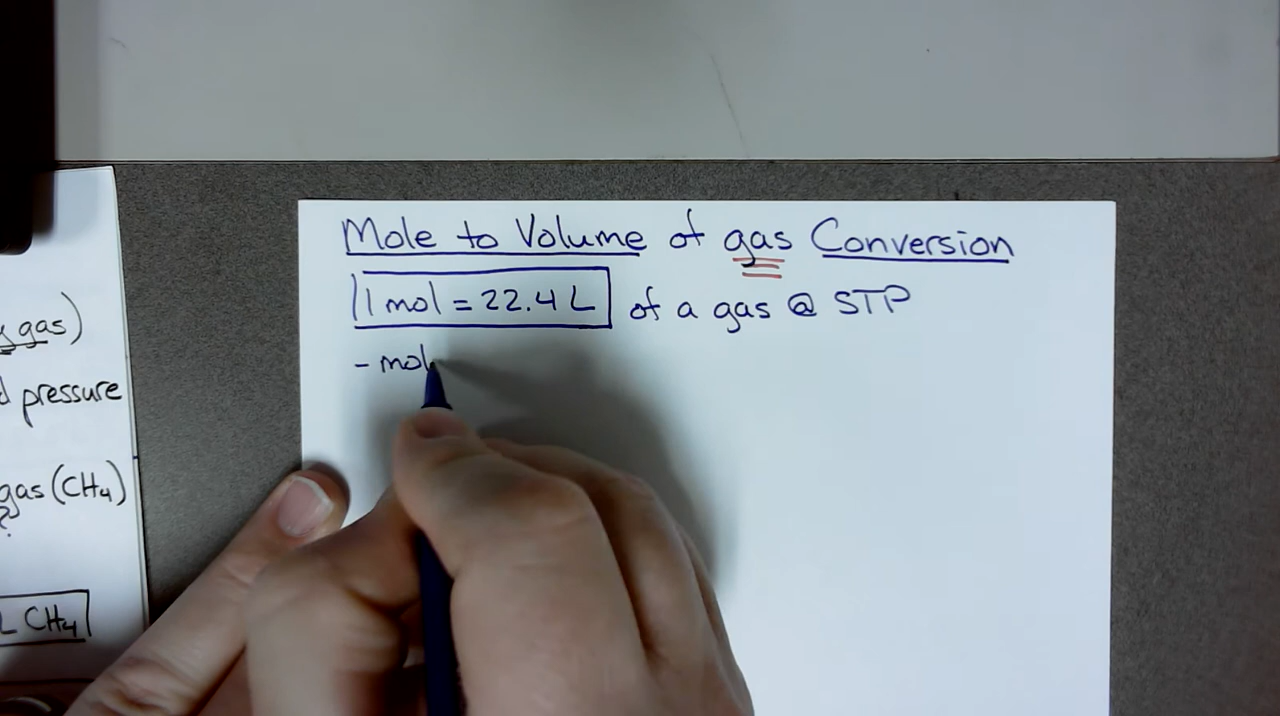 gas)
pressure
gas (CH₄)
?
L CH₄
Mole to Volume of gas Conversion
1 mol = 22.4 L of a gas @ STP
- mol